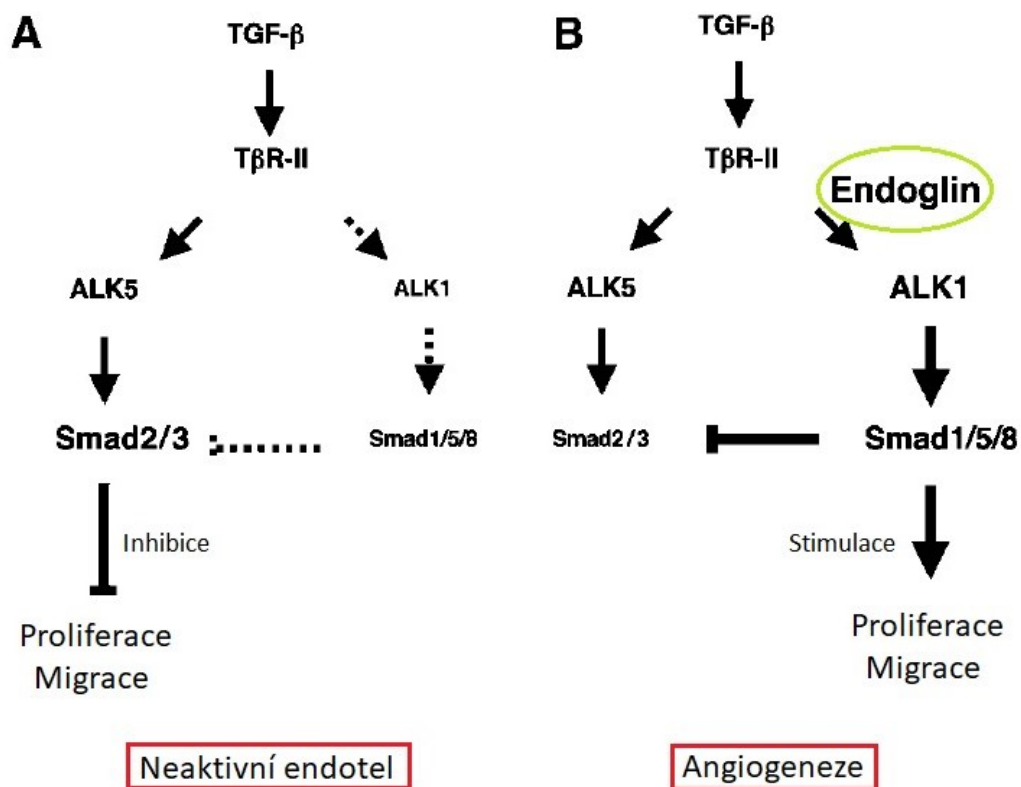 A
TGF-β
TβR-II
ALK5
ALK1
Smad2/3
Smad1/5/8
Inhibice
Proliferace
Migrace
Neaktivní endotel
B
TGF-β
TβR-II
Endoglin
ALK5
ALK1
Smad2/3
Smad1/5/8
Stimulace
Proliferace
Migrace
Angiogeneze